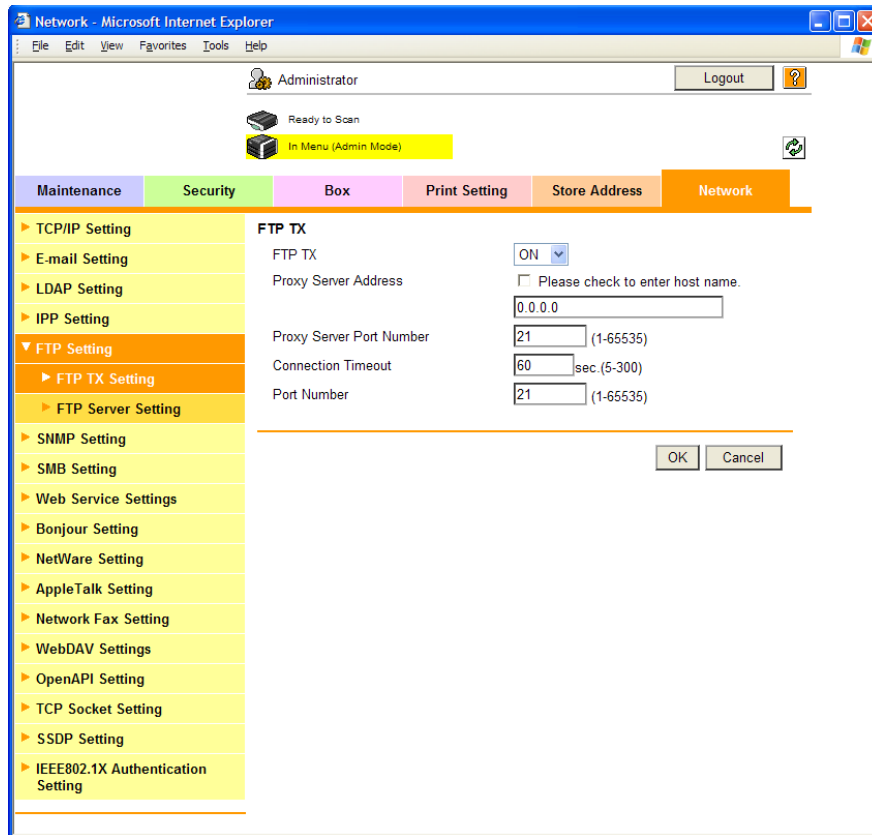 Network - Microsoft Internet Explorer
File Edit View Favorites Tools Help
Administrator
Logout
?
Ready to Scan
In Menu (Admin Mode)
Maintenance Security Box Print Setting Store Address Network
TCP/IP Setting
E-mail Setting
LDAP Setting
IPP Setting
FTP Setting
FTP TX Setting
FTP Server Setting
SNMP Setting
SMB Setting
Web Service Settings
Bonjour Setting
NetWare Setting
AppleTalk Setting
Network Fax Setting
WebDAV Settings
OpenAPI Setting
TCP Socket Setting
SSDP Setting
IEEE802.1X Authentication
Setting
FTP TX
FTP TX ON
Proxy Server Address Please check to enter host name.
0.0.0.0
Proxy Server Port Number 21 (1-65535)
Connection Timeout 60 sec.(5-300)
Port Number 21 (1-65535)
OK Cancel